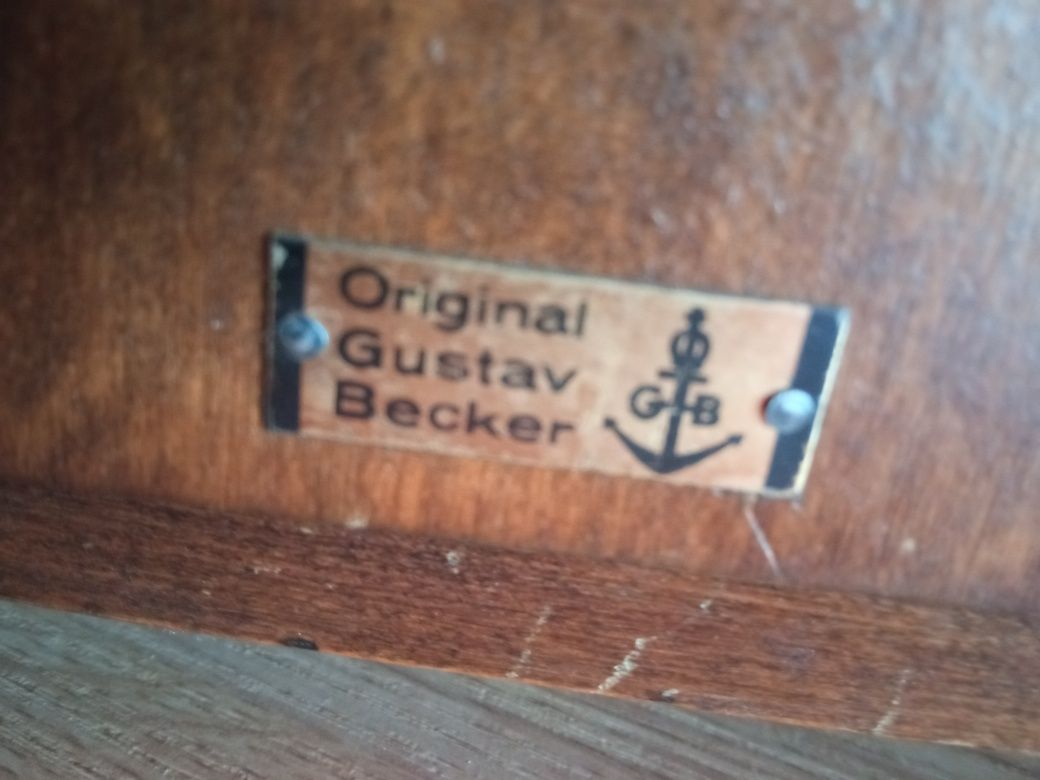 Original
Gustav
Becker
GB